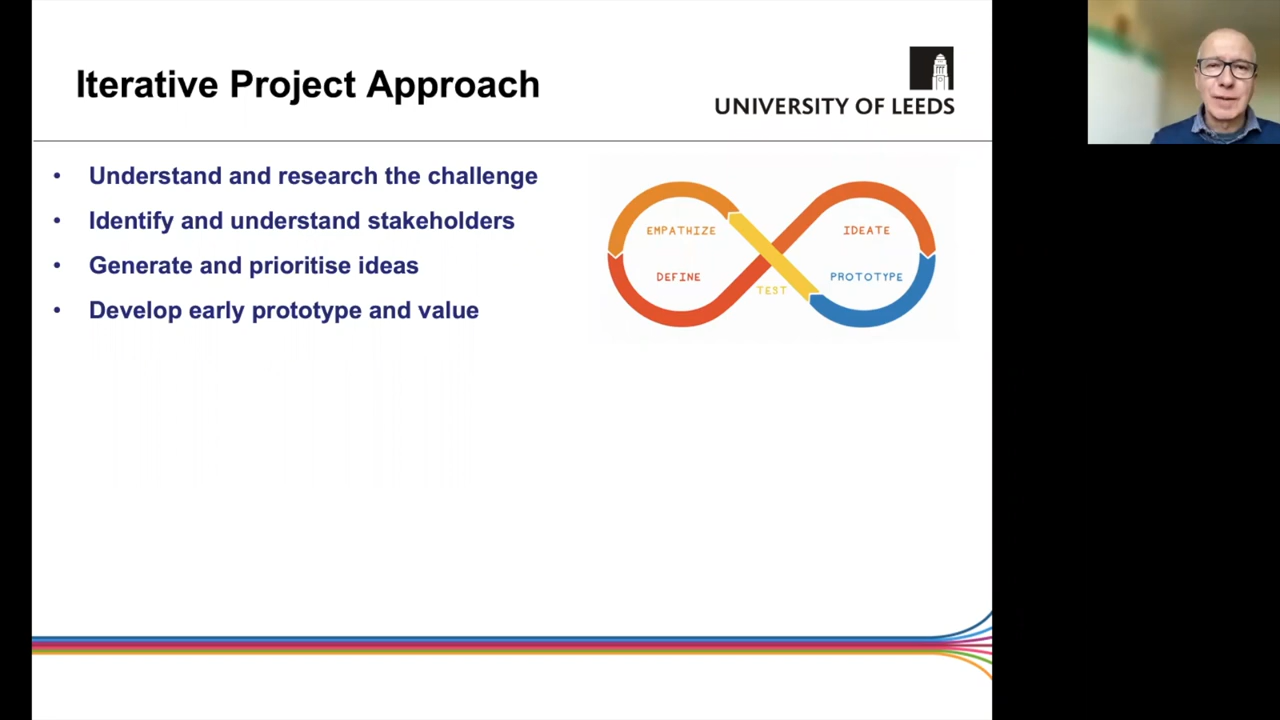 Iterative Project Approach
UNIVERSITY OF LEEDS
• Understand and research the challenge
• Identify and understand stakeholders
• Generate and prioritise ideas
• Develop early prototype and value
EMPATHIZE
DEFINE
TEST
IDEATE
PROTOTYPE